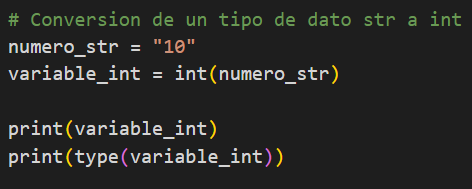 # Conversion de un tipo de dato str a int
numero_str = "10"
variable_int = int(numero_str)
print(variable_int)
print(type(variable_int))